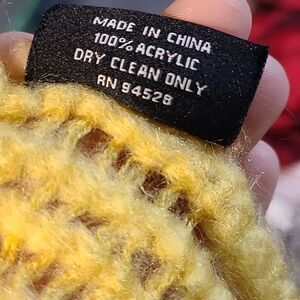 MADE IN CHINA
100% ACRYLIC
DRY CLEAN ONLY
RN 94528